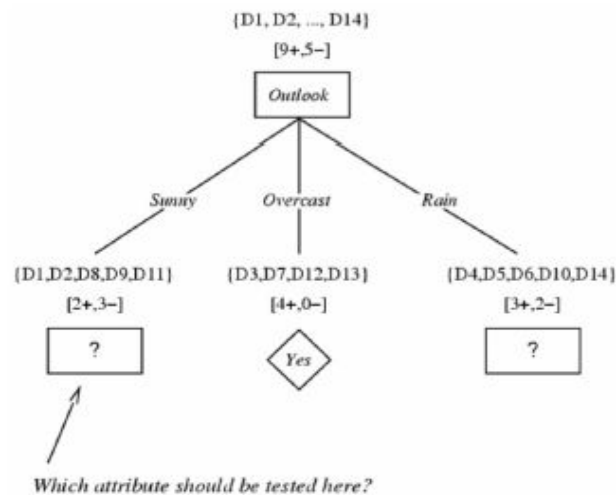 {D1, D2, ..., D14}
[9+,5−]
Outlook
Sunny Overcast Rain
{D1,D2,D8,D9,D11} {D3,D7,D12,D13} {D4,D5,D6,D10,D14}
[2+,3−] [4+,0−] [3+,2−]
? Yes ?
Which attribute should be tested here?